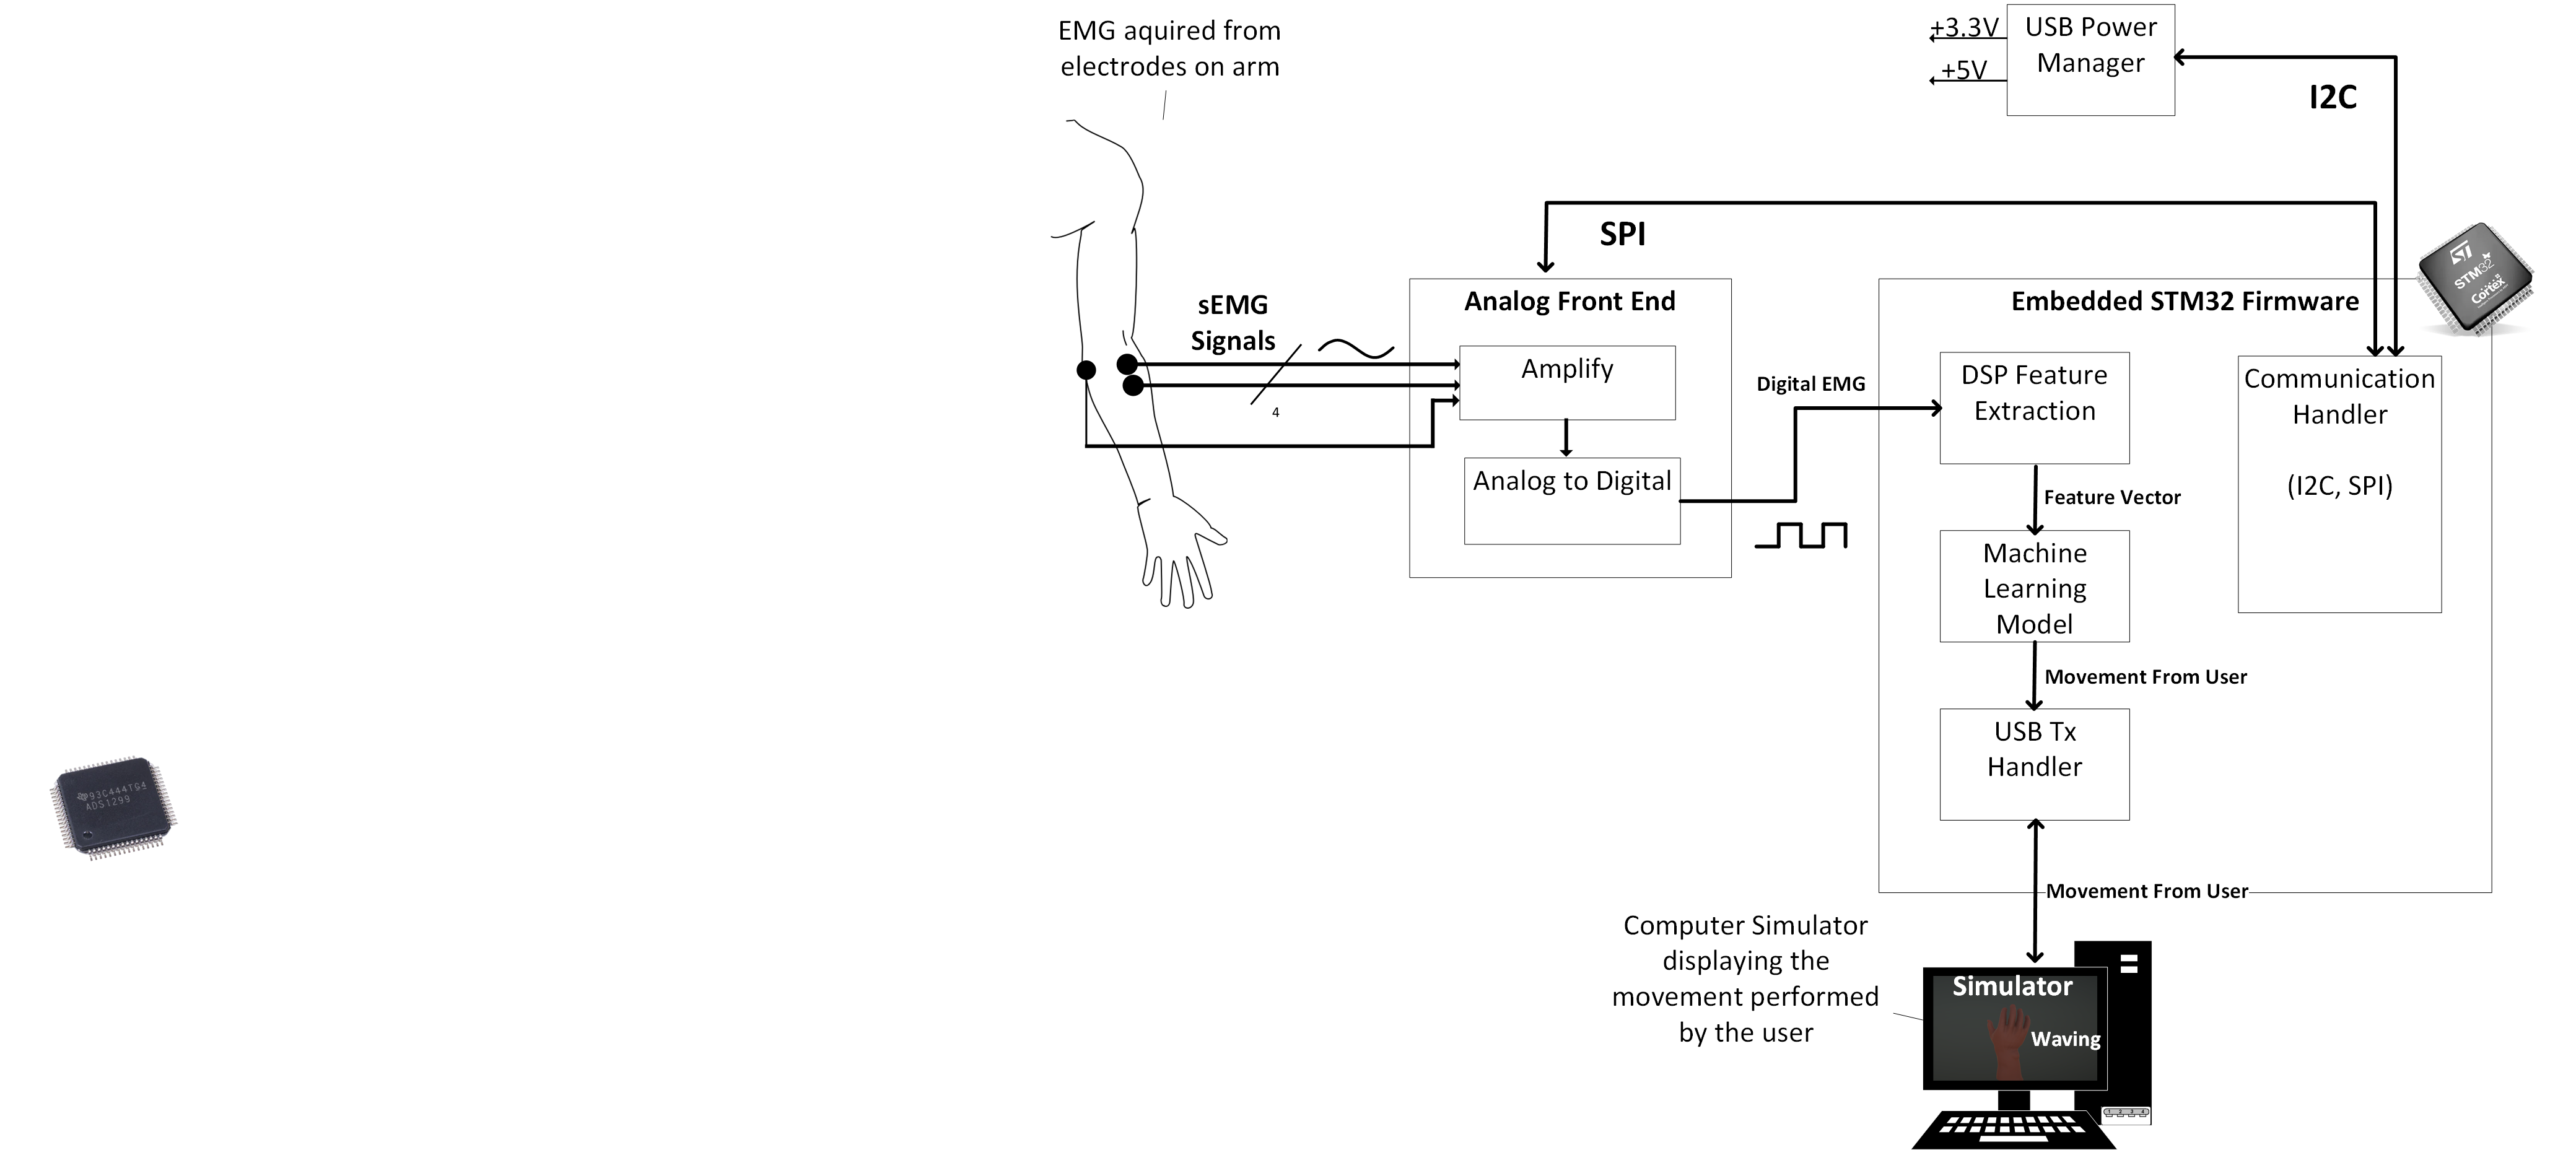 EMG aquired from
electrodes on arm
+3.3V
+5V
USB Power
Manager
I2C
SPI
sEMG
Signals
4
Analog Front End
Amplify
Analog to Digital
Digital EMG
Embedded STM32 Firmware
STM32
Cortex
DSP Feature
Extraction
Feature Vector
Machine
Learning
Model
Movement From User
USB Tx
Handler
Communication
Handler
(I2C, SPI)
Movement From User
Computer Simulator
displaying the
movement performed
by the user
Simulator
Waving
93C444TG4
ADS1299